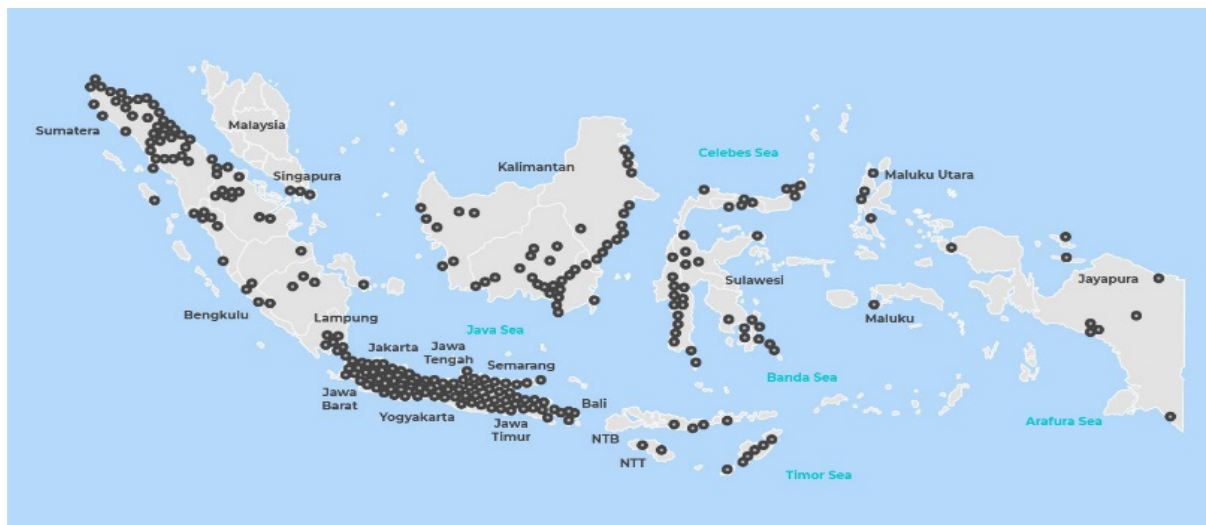 Malaysia
Sumatera
Singapura
Kalimantan
Celebes Sea
Maluku Utara
Jayapura
Sulawesi
Bengkulu
Lampung
Java Sea
Maluku
Jakarta
Jawa
Tengah
Semarang
Banda Sea
Jawa
Barat
Yogyakarta
Jawa
Timur
Bali
NTB
NTT
Arafura Sea
Timor Sea